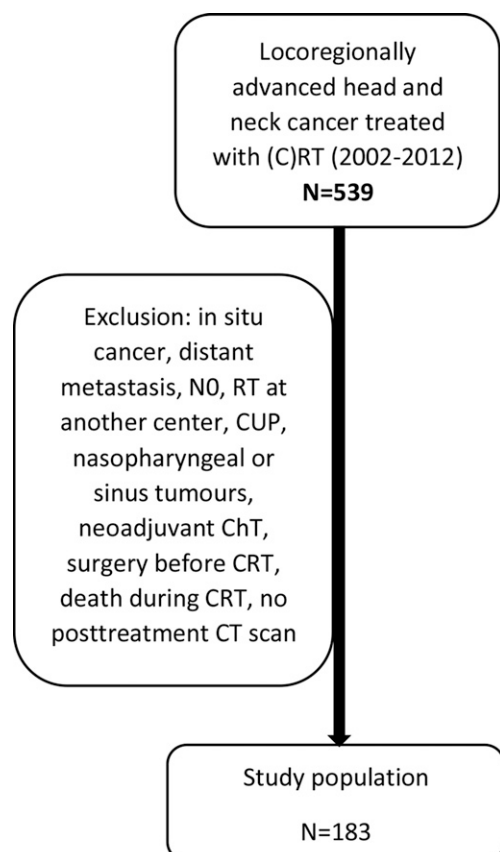 Locoregionally
advanced head and
neck cancer treated
with (C)RT (2002-2012)
N=539
Exclusion: in situ
cancer, distant
metastasis, N0, RT at
another center, CUP,
nasopharyngeal or
sinus tumours,
neoadjuvant ChT,
surgery before CRT,
death during CRT, no
posttreatment CT scan
Study population
N=183